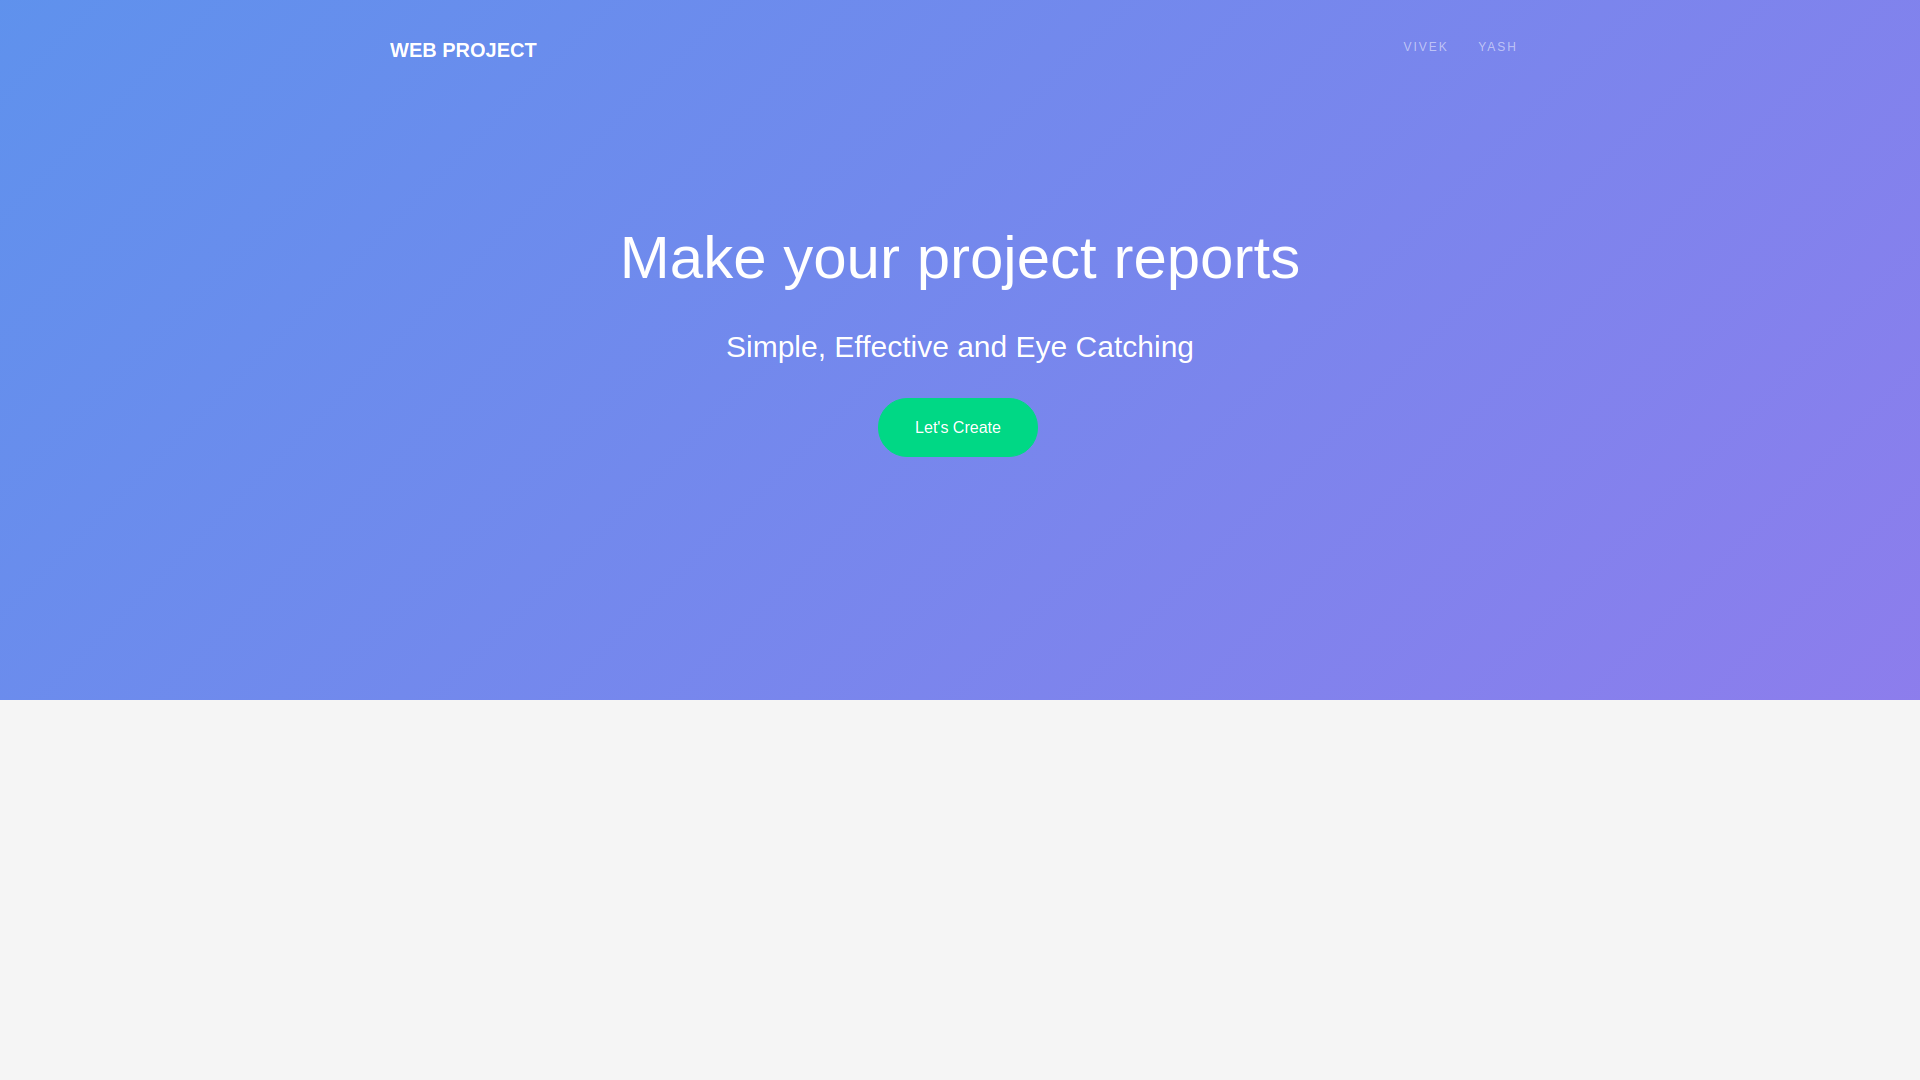 WEB PROJECT
VIVEK YASH
Make your project reports
Simple, Effective and Eye Catching
Let's Create